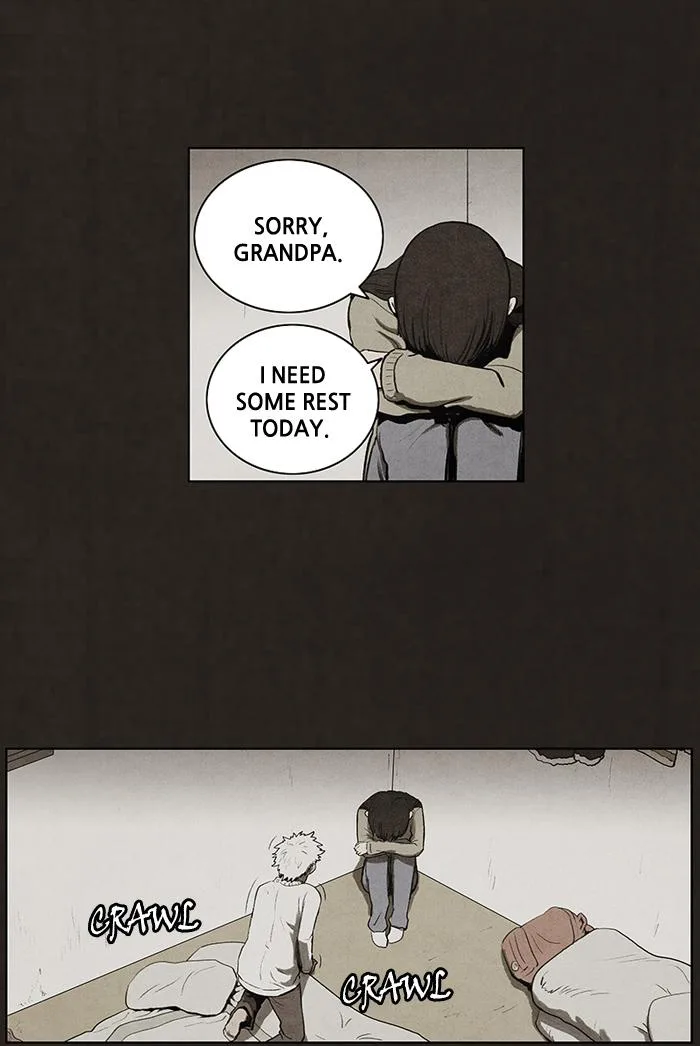 SORRY,
GRANDPA.
I NEED
SOME REST
TODAY.
CRAWL
CRAWL